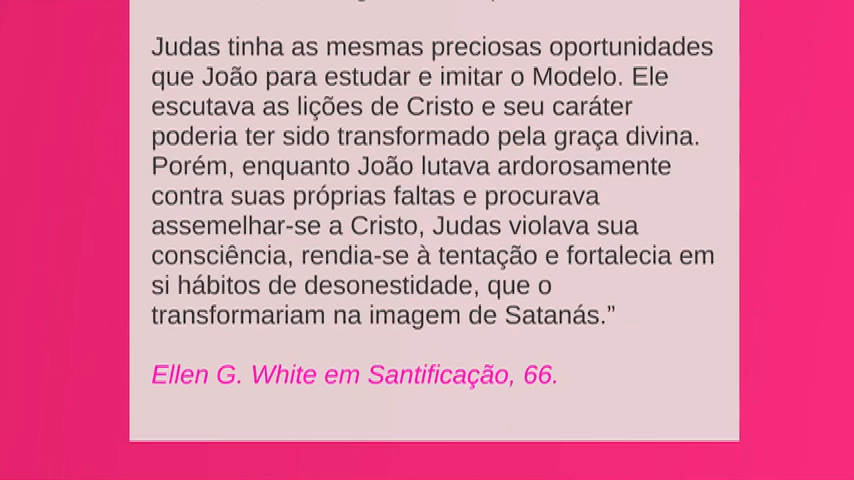 Judas tinha as mesmas preciosas oportunidades
que João para estudar e imitar o Modelo. Ele
escutava as lições de Cristo e seu caráter
poderia ter sido transformado pela graça divina.
Porém, enquanto João lutava ardorosamente
contra suas próprias faltas e procurava
assemelhar-se a Cristo, Judas violava sua
consciência, rendia-se à tentação e fortalecia em
si hábitos de desonestidade, que o
transformariam na imagem de Satanás.”
Ellen G. White em Santificação, 66.